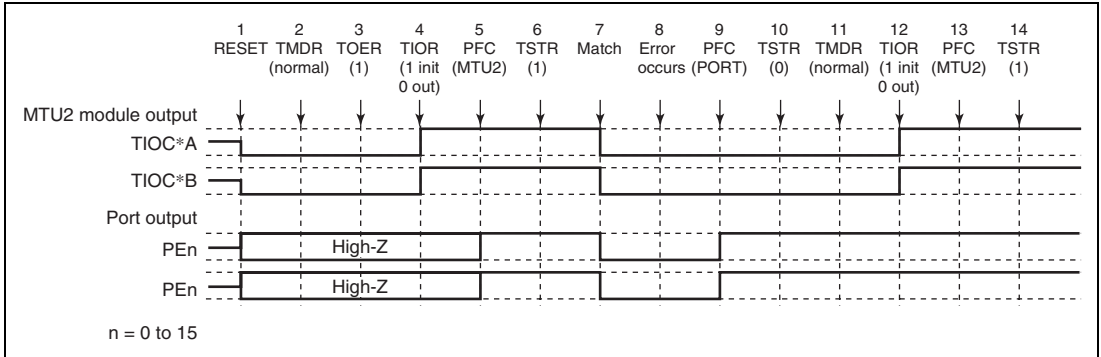 1 2 3 4 5 6 7 8 9 10 11 12 13 14
RESET TMDR TOER TIOR PFC TSTR Match Error PFC TSTR TMDR TIOR PFC TSTR
(normal) (1) (1 init (MTU2) (1) occurs (PORT) (0) (normal) (1 init (MTU2) (1)
0 out) 0 out)
MTU2 module output
TIOC*A
TIOC*B
Port output
PEn High-Z
PEn High-Z
n = 0 to 15